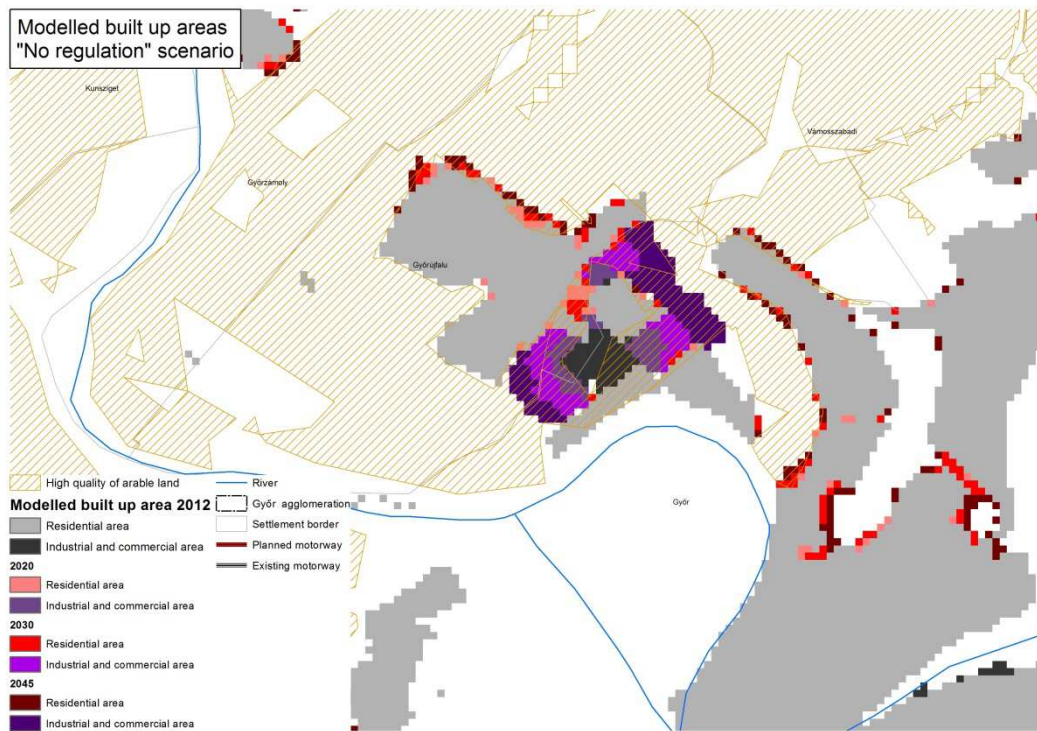 Modelled built up areas
"No regulation" scenario
Kunsziget
Vámosszabadi
Győrzámoly
Győrújfalu
Győr
High quality of arable land
Modelled built up area 2012
Residential area
Industrial and commercial area
2020
Residential area
Industrial and commercial area
2030
Residential area
Industrial and commercial area
2045
Residential area
Industrial and commercial area
River
Győr agglomeration
Settlement border
Planned motorway
Existing motorway